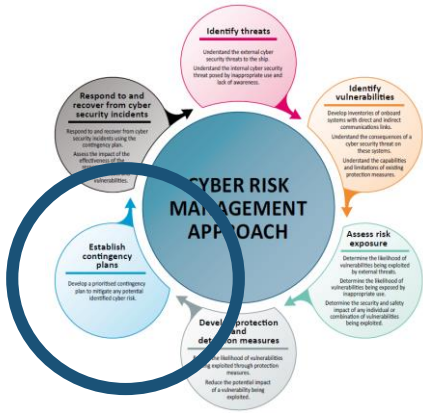 Identify threats
Understand the external cyber
security threats to the ship.
Understand the internal cyber security
threat posed by inappropriate use and
lack of awareness.
Identify
vulnerabilities
Develop inventories of onboard
systems with direct and indirect
communications links.
Understand the consequences of a
cyber security threat on
these systems.
Understand the capabilities
and limitations of existing
protection measures.
Assess risk
exposure
Determine the likelihood of
vulnerabilities being exploited
by external threats.
Determine the likelihood of
vulnerabilities being exposed by
inappropriate use.
Determine the security and safety
impact of any individual or
combination of vulnerabilities
being exploited.
Develop protection
and
detection measures
the likelihood of vulnerabilities
being exploited through protection
measures.
Reduce the potential impact
of a vulnerability being
exploited.
Establish
contingency
plans
Develop a prioritised contingency
plan to mitigate any potential
identified cyber risk.
Respond to and
recover from cyber
security incidents
Respond to and recover from cyber
security incidents using the
contingency plan.
Assess the impact of the
effectiveness of the
and
vulnerabilities.
CYBER RISK
MANAGEMENT
APPROACH